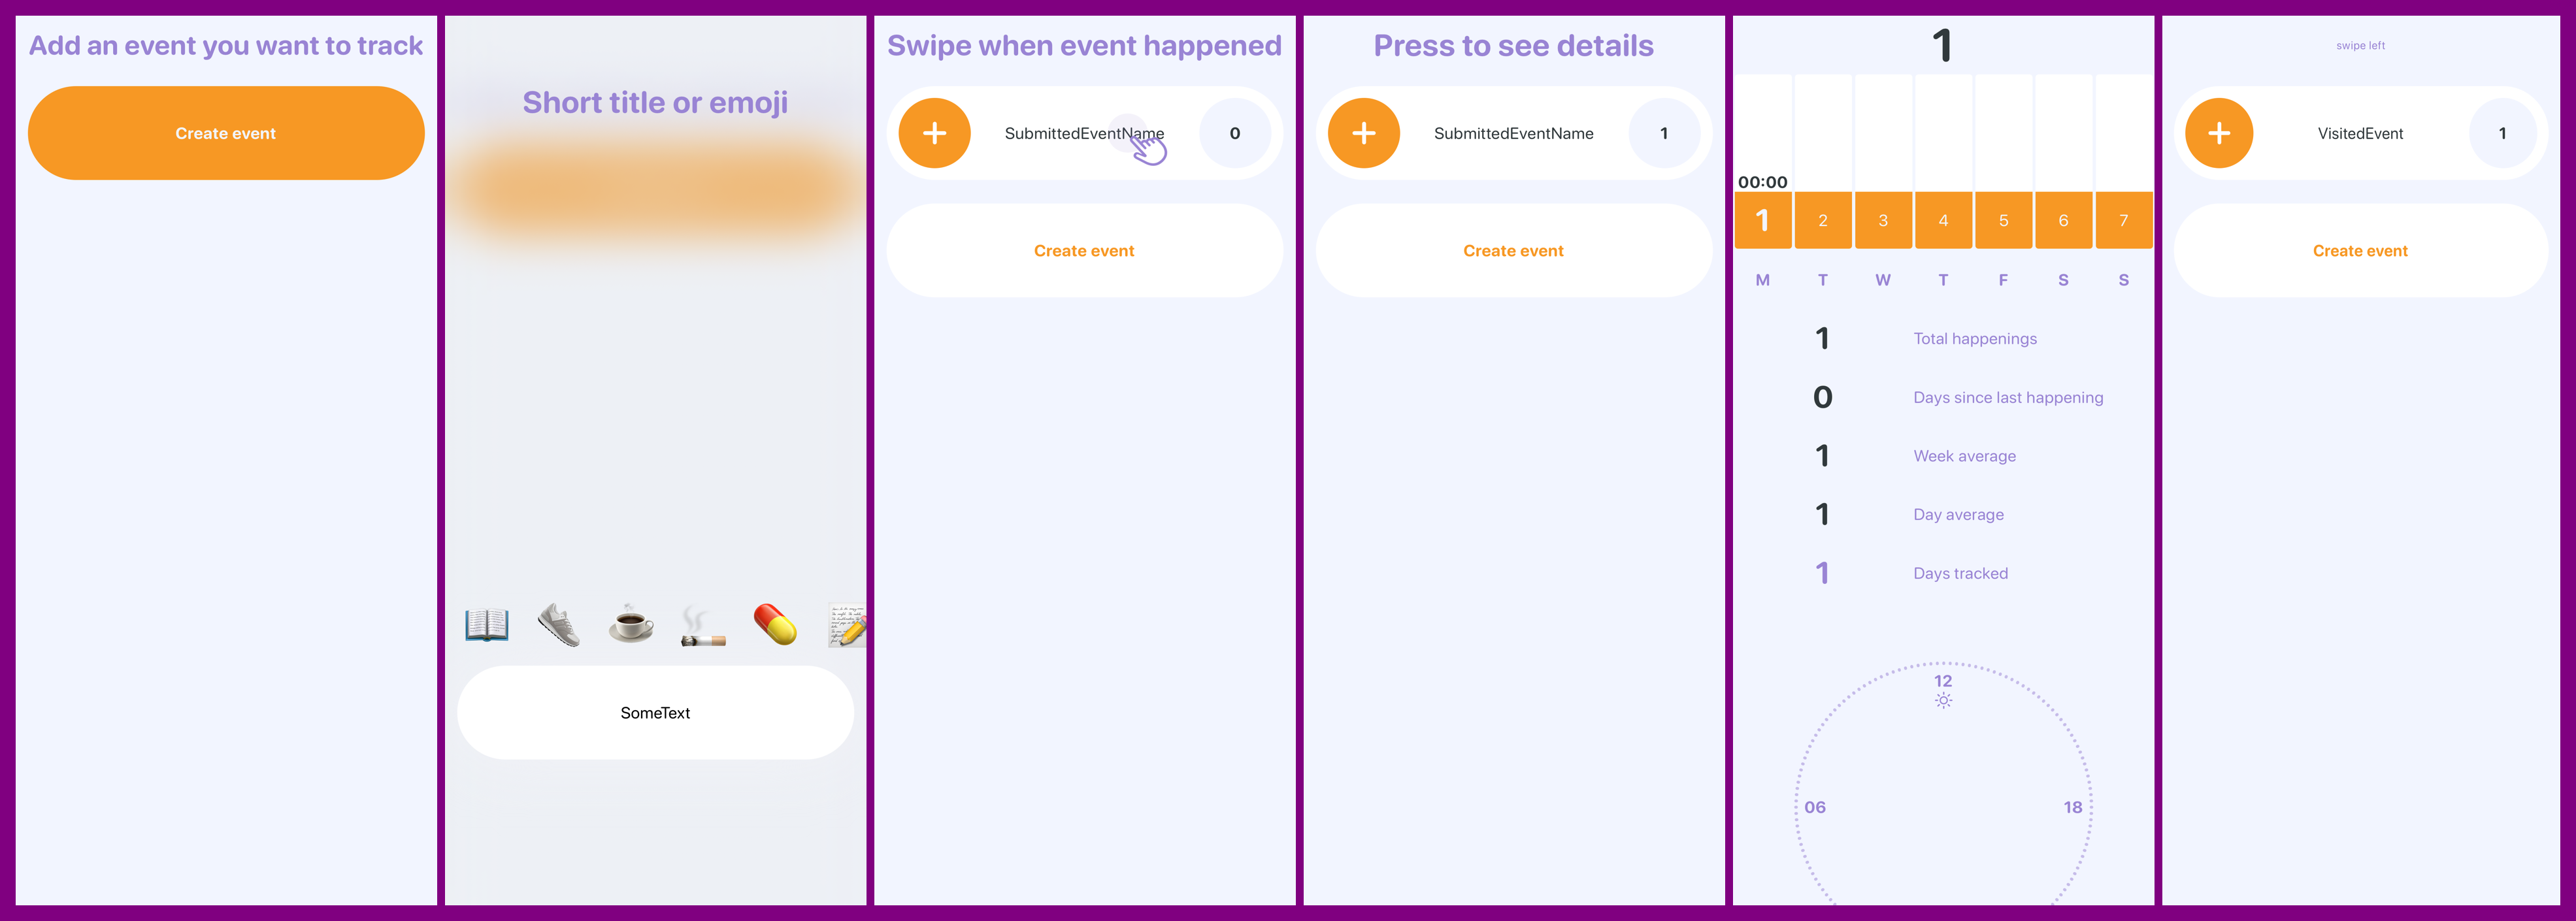 Add an event you want to track
Create event
Short title or emoji
SomeText
Swipe when event happened
SubmittedEventName 0
Create event
Press to see details
SubmittedEventName 1
Create event
1
00:00
1 2 3 4 5 6 7
M T W T F S S
1 Total happenings
0 Days since last happening
1 Week average
1 Day average
1 Days tracked
12
06 18
swipe left
VisitedEvent 1
Create event